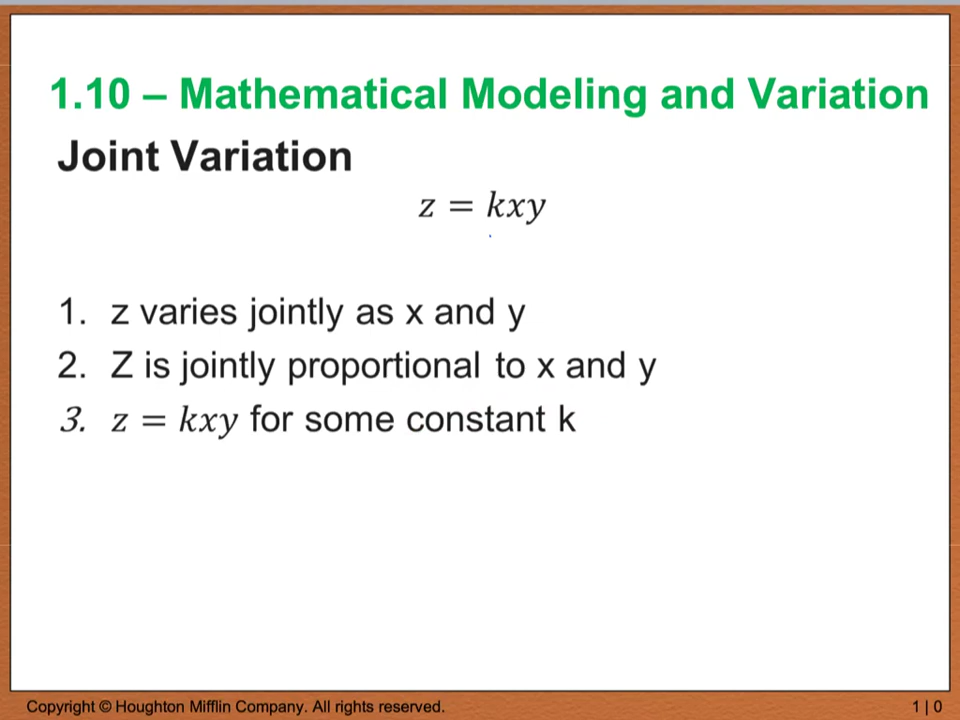 1.10 – Mathematical Modeling and Variation
Joint Variation
z = kxy
1. z varies jointly as x and y
2. Z is jointly proportional to x and y
3. z = kxy for some constant k
Copyright © Houghton Mifflin Company. All rights reserved.
1 | 0